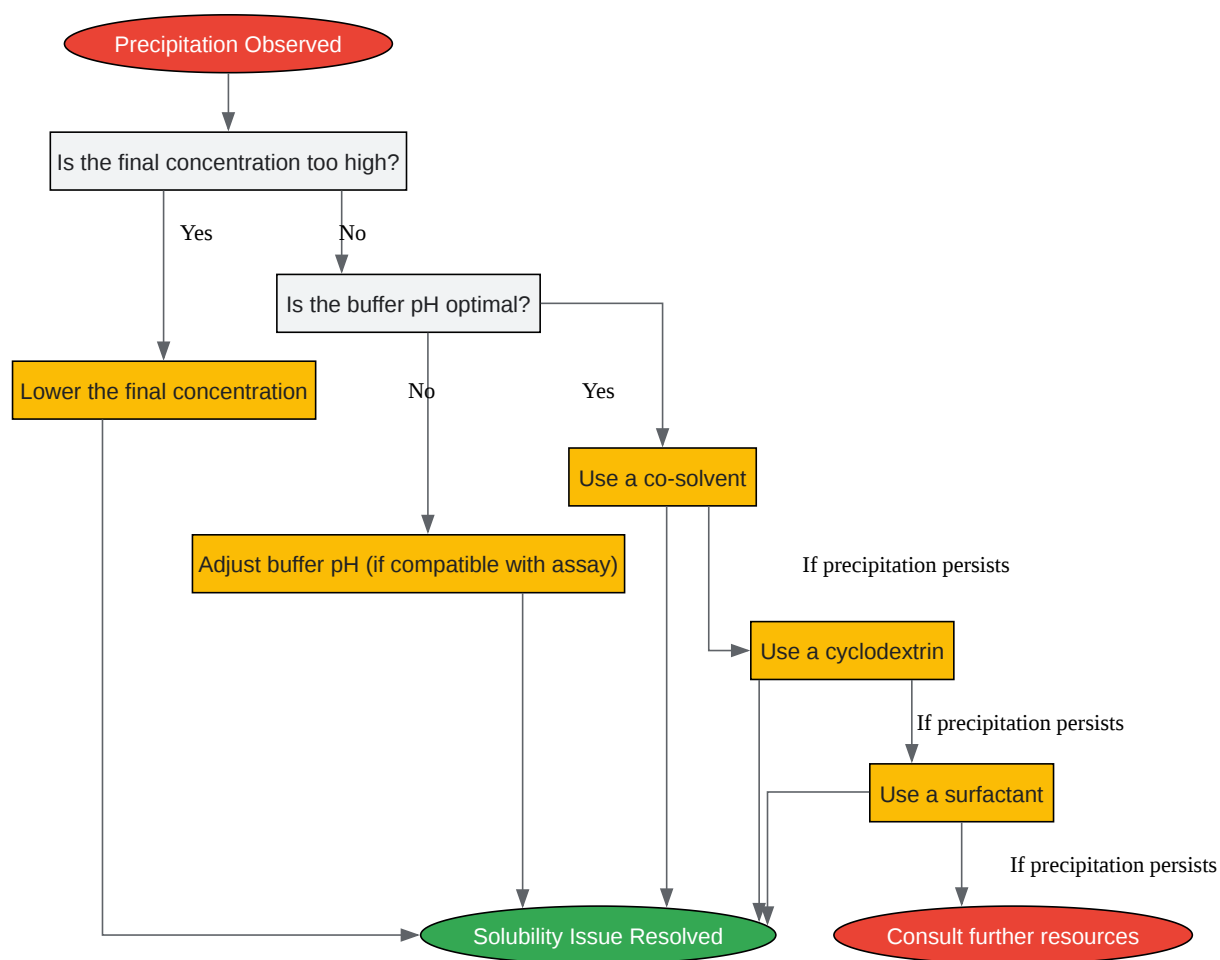 Precipitation Observed
Is the final concentration too high?
Yes
No
Is the buffer pH optimal?
Lower the final concentration
No
Yes
Use a co-solvent
Adjust buffer pH (if compatible with assay)
If precipitation persists
Use a cyclodextrin
If precipitation persists
Use a surfactant
If precipitation persists
Solubility Issue Resolved
Consult further resources